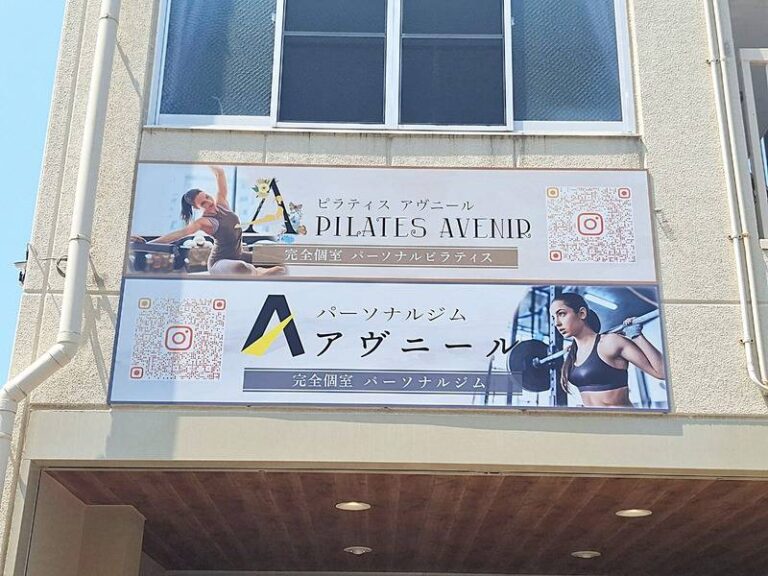 ピラティス アヴニール
PILATES AVENIR
完全個室 パーソナルピラティス
パーソナルジム
アヴニール
完全個室 パーソナルジム